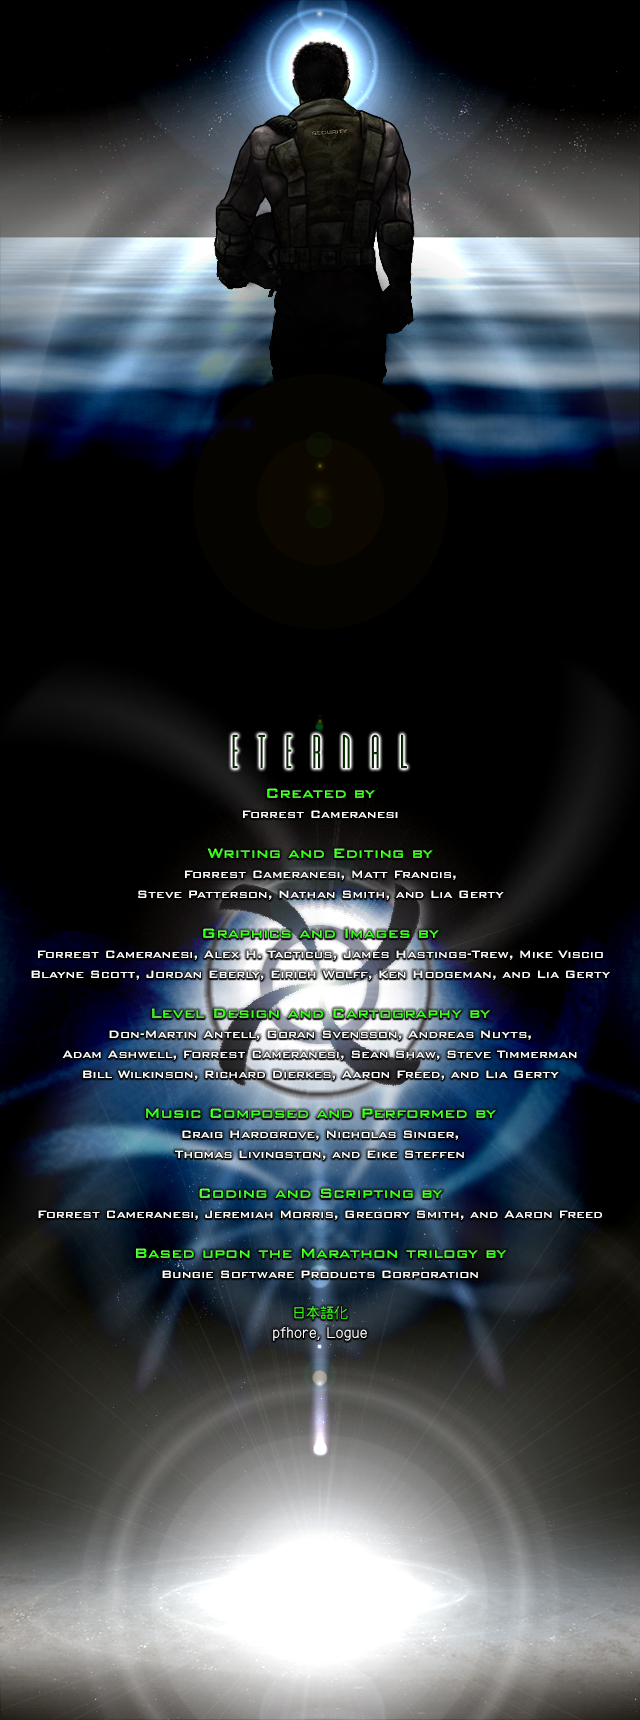 SECURITY
ETERNAL
Created by
Forrest Cameranesi
Writing and Editing by
Forrest Cameranesi, Matt Francis,
Steve Patterson, Nathan Smith, and Lia Gerty
Graphics and Images by
Forrest Cameranesi, Alex H. Tacticus, James Hastings-Trew, Mike Viscio
Blayne Scott, Jordan Eberly, Eirich Wolff, Ken Hodgeman, and Lia Gerty
Level Design and Cartography by
Don-Martin Antell, Goran Svensson, Andreas Nuyts,
Adam Ashwell, Forrest Cameranesi, Sean Shaw, Steve Timmerman
Bill Wilkinson, Richard Dierkes, Aaron Freed, and Lia Gerty
Music Composed and Performed by
Craig Hardgrove, Nicholas Singer,
Thomas Livingston, and Eike Steffen
Coding and Scripting by
Forrest Cameranesi, Jeremiah Morris, Gregory Smith, and Aaron Freed
Based upon the Marathon trilogy by
Bungie Software Products Corporation
日本語化
pfhore, Logue